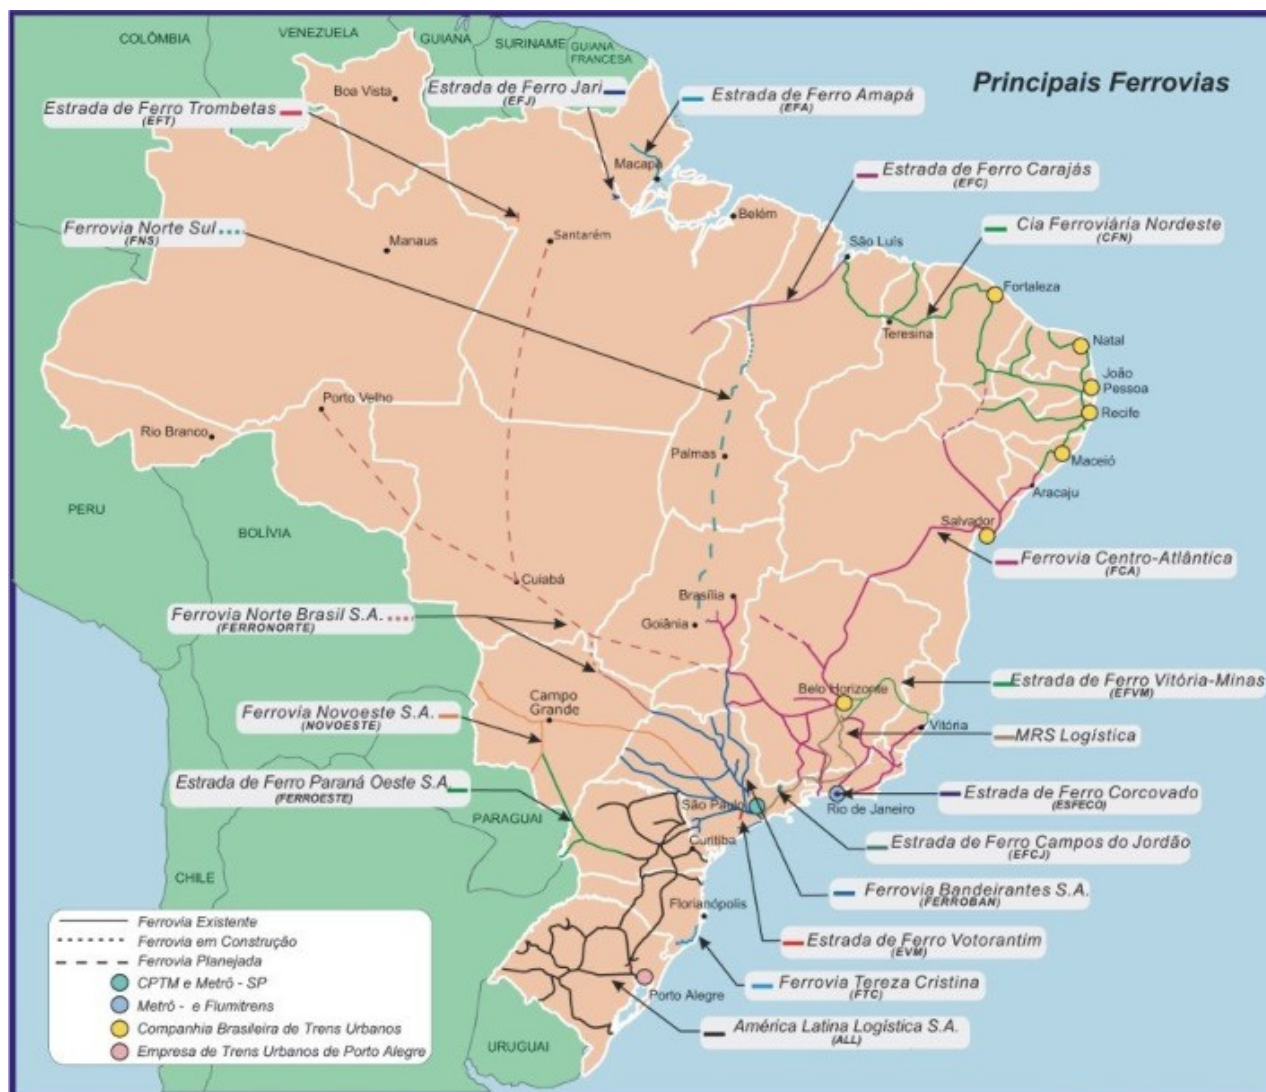 Principais Ferrovias
COLÔMBIA
VENEZUELA
GUIANA
SURINAME
GUIANA
FRANCESA
Boa Vista
Estrada de Ferro Jari
(EFJ)
Estrada de Ferro Amapá
(EFA)
Estrada de Ferro Trombetas
(EFT)
Macapá
Estrada de Ferro Carajás
(EFC)
Belém
Ferrovia Norte Sul
(FNS)
Cia Ferroviária Nordeste
(CFN)
Manaus
Santarém
São Luís
Fortaleza
Teresina
Natal
João
Pessoa
Recife
Porto Velho
Rio Branco
Palmas
Maceió
Aracaju
PERU
BOLÍVIA
Salvador
Ferrovia Centro-Atlântica
(FCA)
Cuiabá
Brasília
Goiânia
Ferrovia Norte Brasil S.A.
(FERRONORTE)
Belo Horizonte
Estrada de Ferro Vitória-Minas
(EFVM)
Campo
Grande
Ferrovia Novoeste S.A.
(NOVOESTE)
Vitória
MRS Logística
Estrada de Ferro Paraná Oeste S.A.
(FERROESTE)
São Paulo
Rio de Janeiro
Estrada de Ferro Corcovado
(ESFECO)
PARAGUAI
Curitiba
Estrada de Ferro Campos do Jordão
(EFCJ)
CHILE
Ferrovia Bandeirantes S.A.
(FERROBAN)
Florianópolis
Estrada de Ferro Votorantim
(EVM)
Ferrovia Tereza Cristina
(FTC)
Porto Alegre
América Latina Logística S.A.
(ALL)
URUGUAI
Ferrovia Existente
Ferrovia em Construção
Ferrovia Planejada
CPTM e Metrô - SP
Metrô - e Flumitrens
Companhia Brasileira de Trens Urbanos
Empresa de Trens Urbanos de Porto Alegre